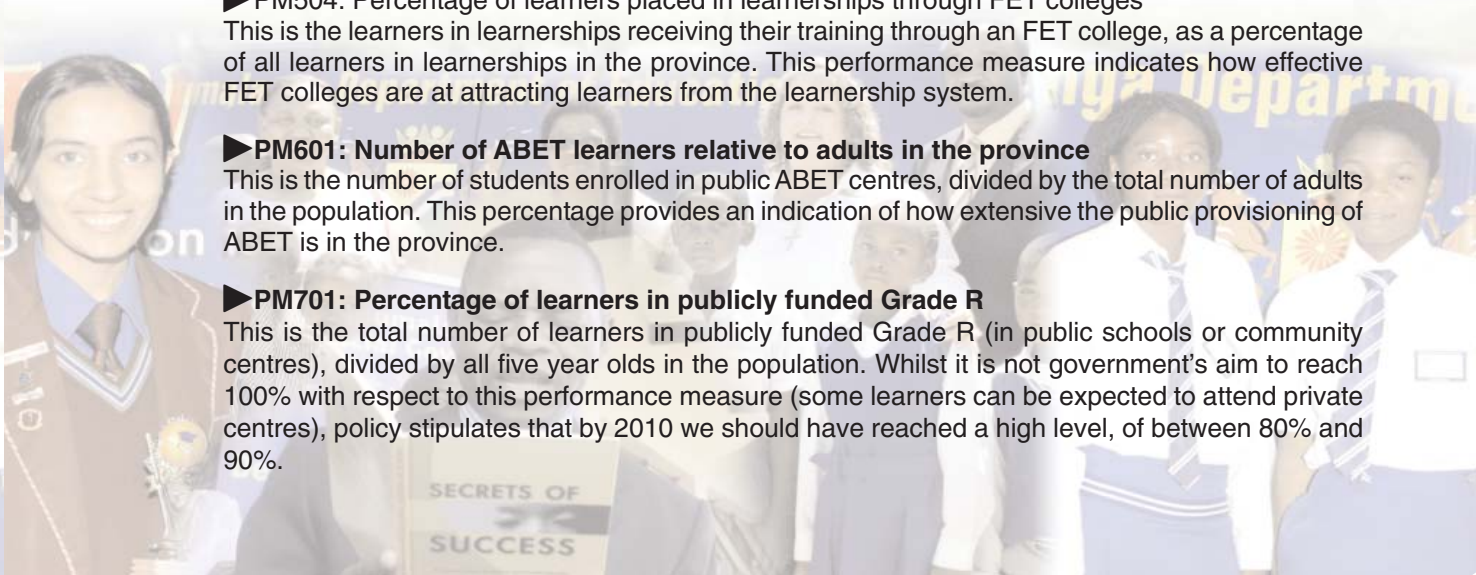 ▶PM504: Percentage of learners placed in learnerships through FET colleges
This is the learners in learnerships receiving their training through an FET college, as a percentage
of all learners in learnerships in the province. This performance measure indicates how effective
FET colleges are at attracting learners from the learnership system.
▶PM601: Number of ABET learners relative to adults in the province
This is the number of students enrolled in public ABET centres, divided by the total number of adults
in the population. This percentage provides an indication of how extensive the public provisioning of
ABET is in the province.
▶PM701: Percentage of learners in publicly funded Grade R
This is the total number of learners in publicly funded Grade R (in public schools or community
centres), divided by all five year olds in the population. Whilst it is not government's aim to reach
100% with respect to this performance measure (some learners can be expected to attend private
centres), policy stipulates that by 2010 we should have reached a high level, of between 80% and
90%.
SECRETS OF
SUCCESS